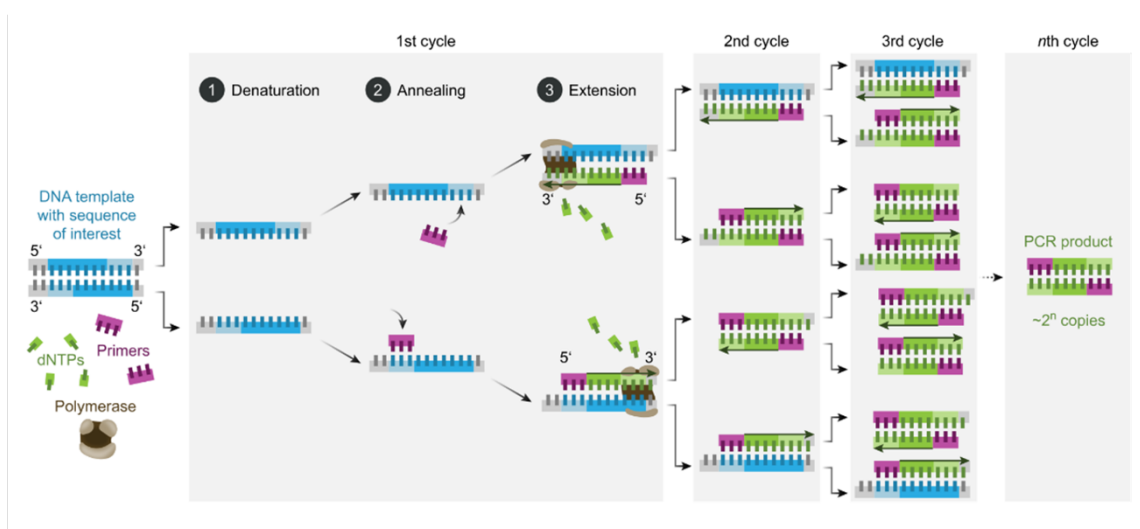 1st cycle
2nd cycle
3rd cycle
nth cycle
1 Denaturation
2 Annealing
3 Extension
DNA template
with sequence
of interest
5‘ 3‘
3‘ 5‘
Primers
dNTPs
Polymerase
3‘ 5‘
5‘ 3‘
PCR product
~2ⁿ copies